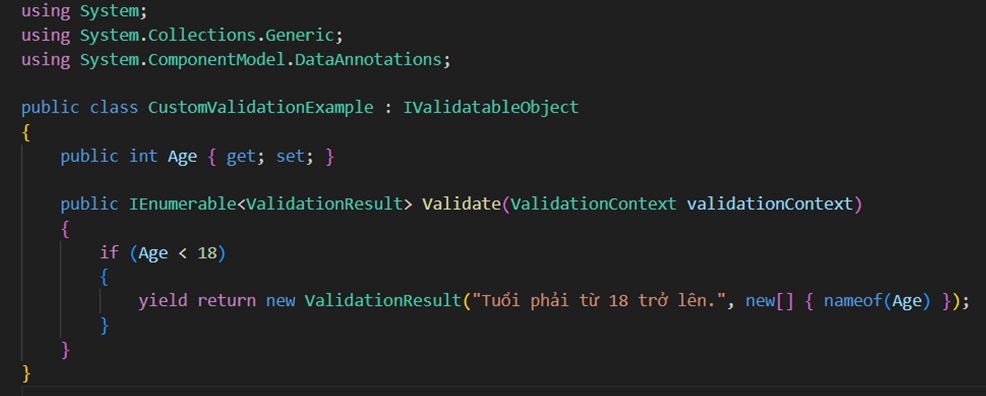 using System;
using System.Collections.Generic;
using System.ComponentModel.DataAnnotations;
public class CustomValidationExample : IValidatableObject
{
public int Age { get; set; }
public IEnumerable<ValidationResult> Validate(ValidationContext validationContext)
{
if (Age < 18)
{
yield return new ValidationResult("Tuổi phải từ 18 trở lên.", new[] { nameof(Age) });
}
}
}